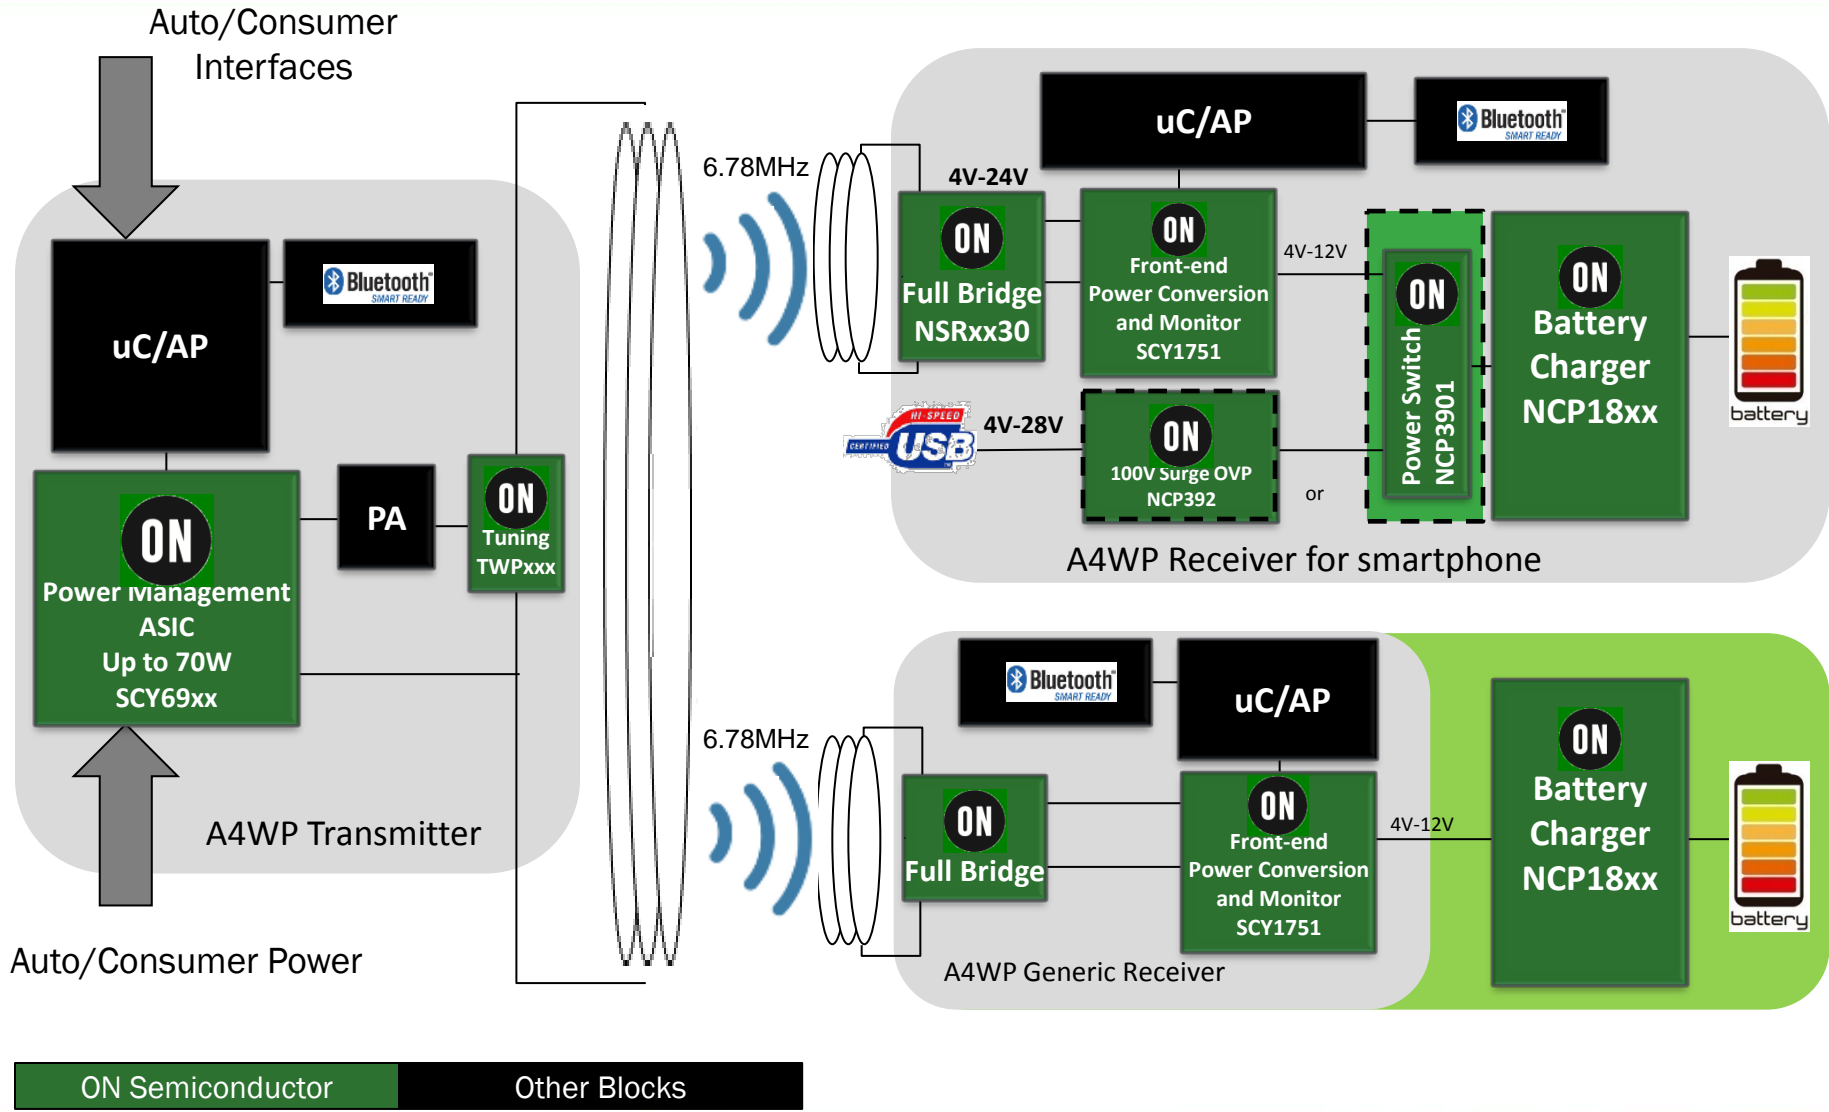 Auto/Consumer
Interfaces
uC/AP
Bluetooth
SMART READY
ON
Power Management
ASIC
Up to 70W
SCY69xx
PA
ON
Tuning
TWPxxx
A4WP Transmitter
Auto/Consumer Power
6.78MHz
4V-24V
ON
Full Bridge
NSRxx30
uC/AP
Bluetooth
SMART READY
ON
Front-end
Power Conversion
and Monitor
SCY1751
4V-12V
ON
Power Switch
NCP3901
ON
Battery
Charger
NCP18xx
battery
HI-SPEED
CERTIFIED
USB
4V-28V
ON
100V Surge OVP
NCP392
or
A4WP Receiver for smartphone
6.78MHz
Bluetooth
SMART READY
uC/AP
ON
Full Bridge
ON
Front-end
Power Conversion
and Monitor
SCY1751
4V-12V
ON
Battery
Charger
NCP18xx
battery
A4WP Generic Receiver
ON Semiconductor
Other Blocks